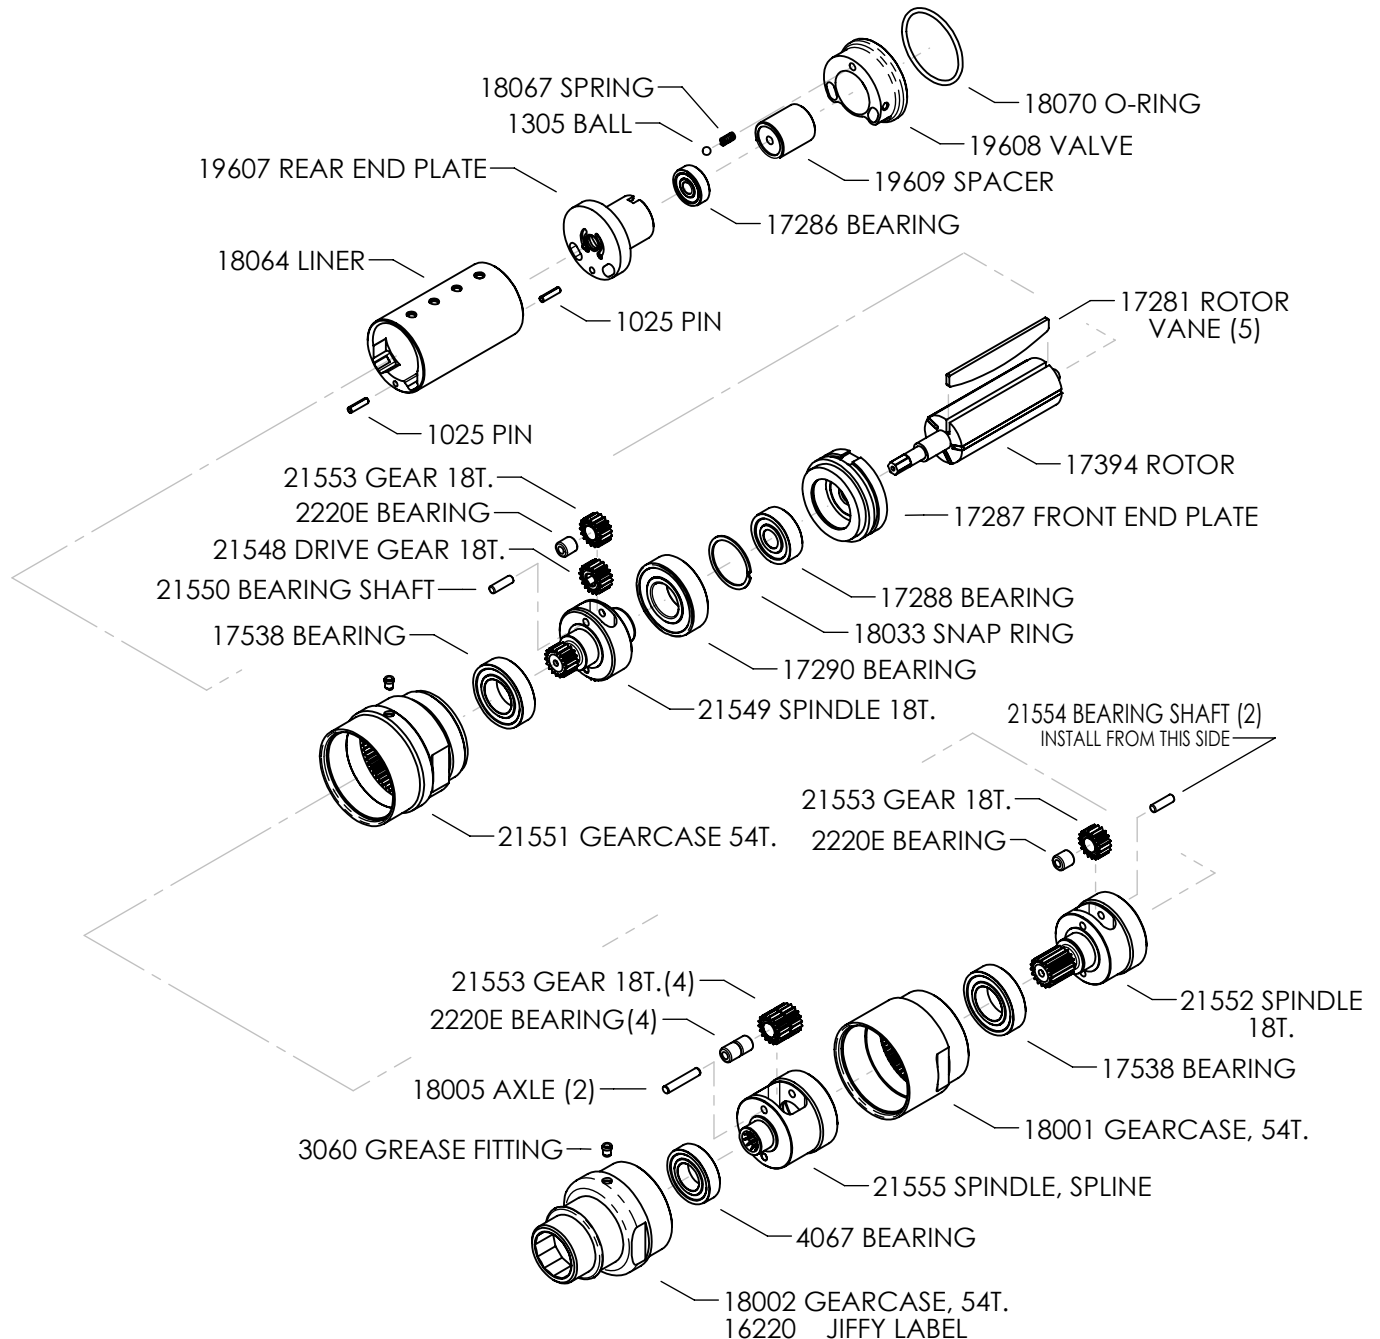 18067 SPRING
1305 BALL
18070 O-RING
19608 VALVE
19607 REAR END PLATE
19609 SPACER
17286 BEARING
18064 LINER
1025 PIN
17281 ROTOR
VANE (5)
1025 PIN
17394 ROTOR
21553 GEAR 18T.
2220E BEARING
17287 FRONT END PLATE
21548 DRIVE GEAR 18T.
21550 BEARING SHAFT
17288 BEARING
17538 BEARING
18033 SNAP RING
17290 BEARING
21549 SPINDLE 18T.
21554 BEARING SHAFT (2)
INSTALL FROM THIS SIDE
21553 GEAR 18T.
21551 GEARCASE 54T.
2220E BEARING
21553 GEAR 18T.(4)
21552 SPINDLE
18T.
2220E BEARING(4)
17538 BEARING
18005 AXLE (2)
18001 GEARCASE, 54T.
3060 GREASE FITTING
21555 SPINDLE, SPLINE
4067 BEARING
18002 GEARCASE, 54T.
16220 JIFFY LABEL